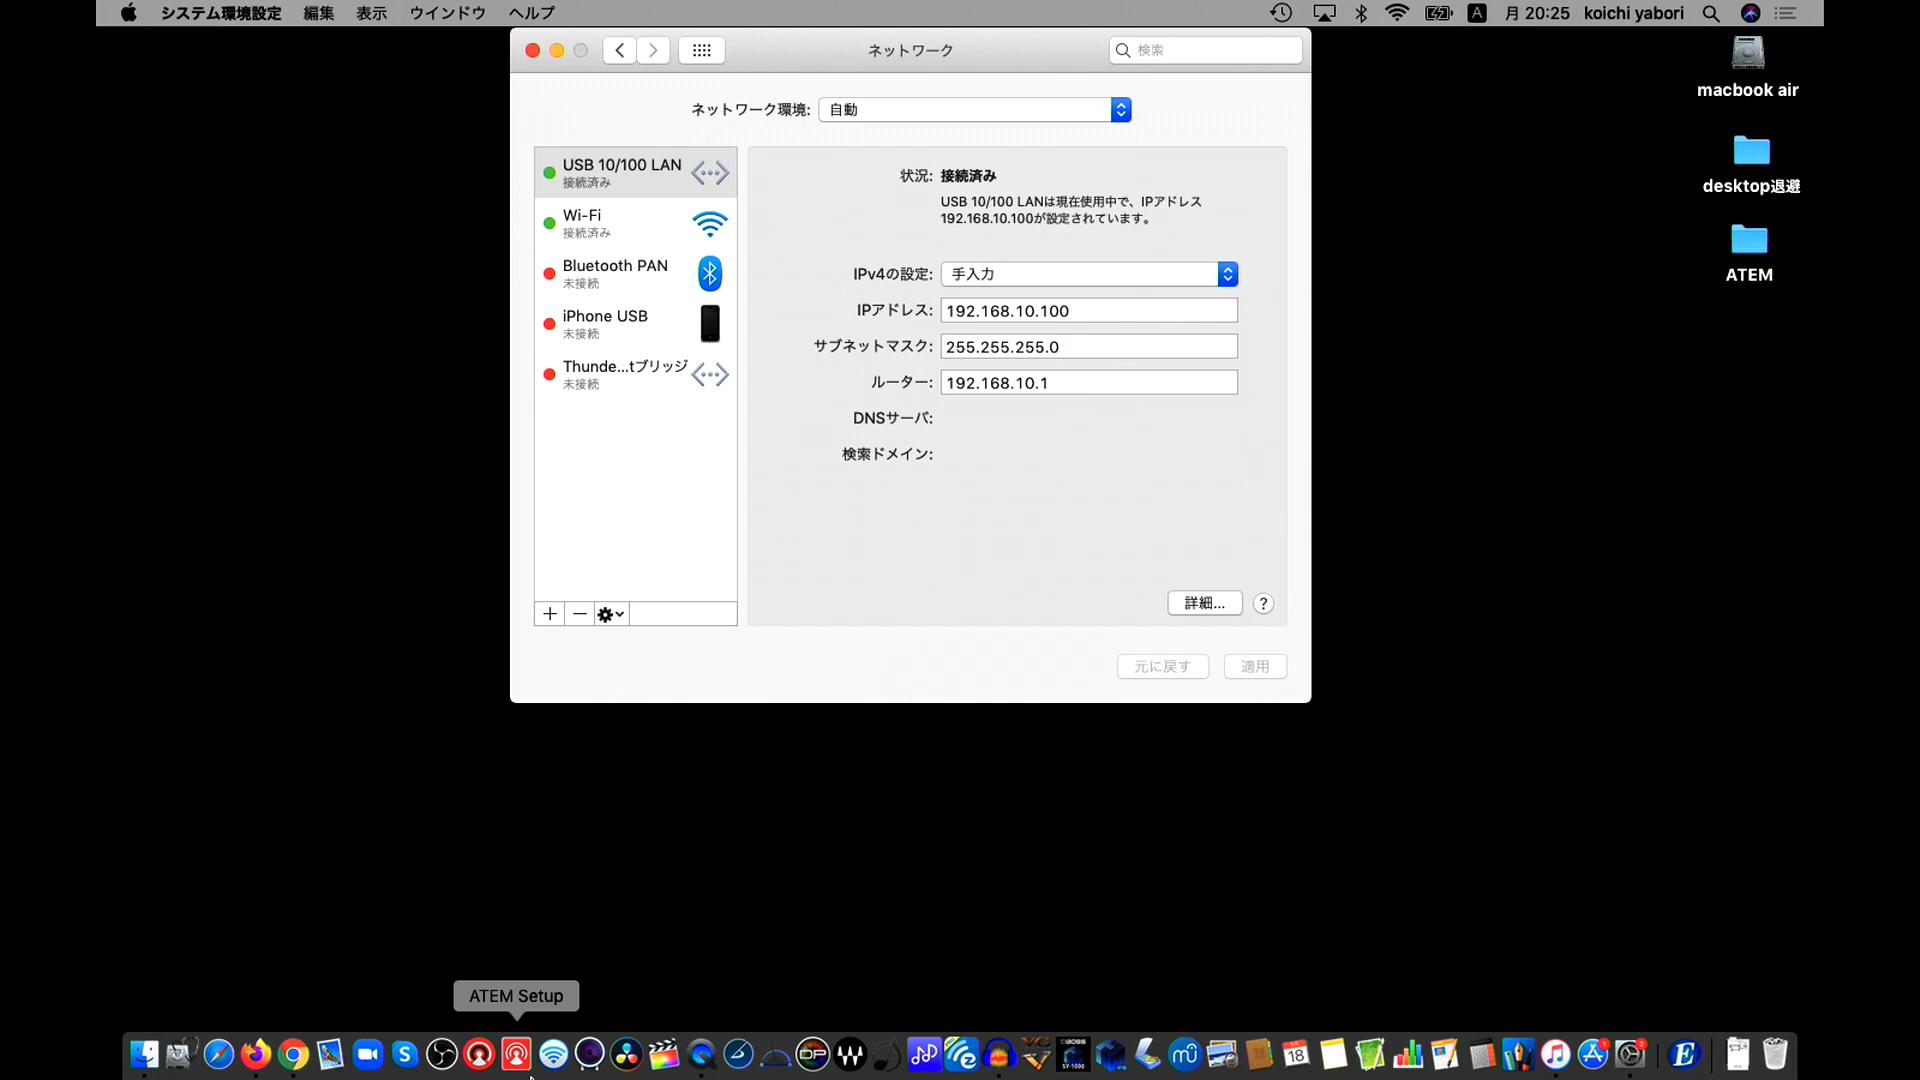 システム環境設定 編集 表示 ウインドウ ヘルプ A 月 20:25 koichi yabori
ネットワーク 検索
macbook air
desktop退避
ATEM
ネットワーク環境: 自動
USB 10/100 LAN
接続済み
Wi-Fi
接続済み
Bluetooth PAN
未接続
iPhone USB
未接続
Thunde...tブリッジ
未接続
状況: 接続済み
USB 10/100 LANは現在使用中で、IPアドレス
192.168.10.100が設定されています。
IPv4の設定: 手入力
IPアドレス: 192.168.10.100
サブネットマスク: 255.255.255.0
ルーター: 192.168.10.1
DNSサーバ:
検索ドメイン:
詳細... ?
元に戻す 適用
ATEM Setup
S DP BOSS SY-1000 18 E